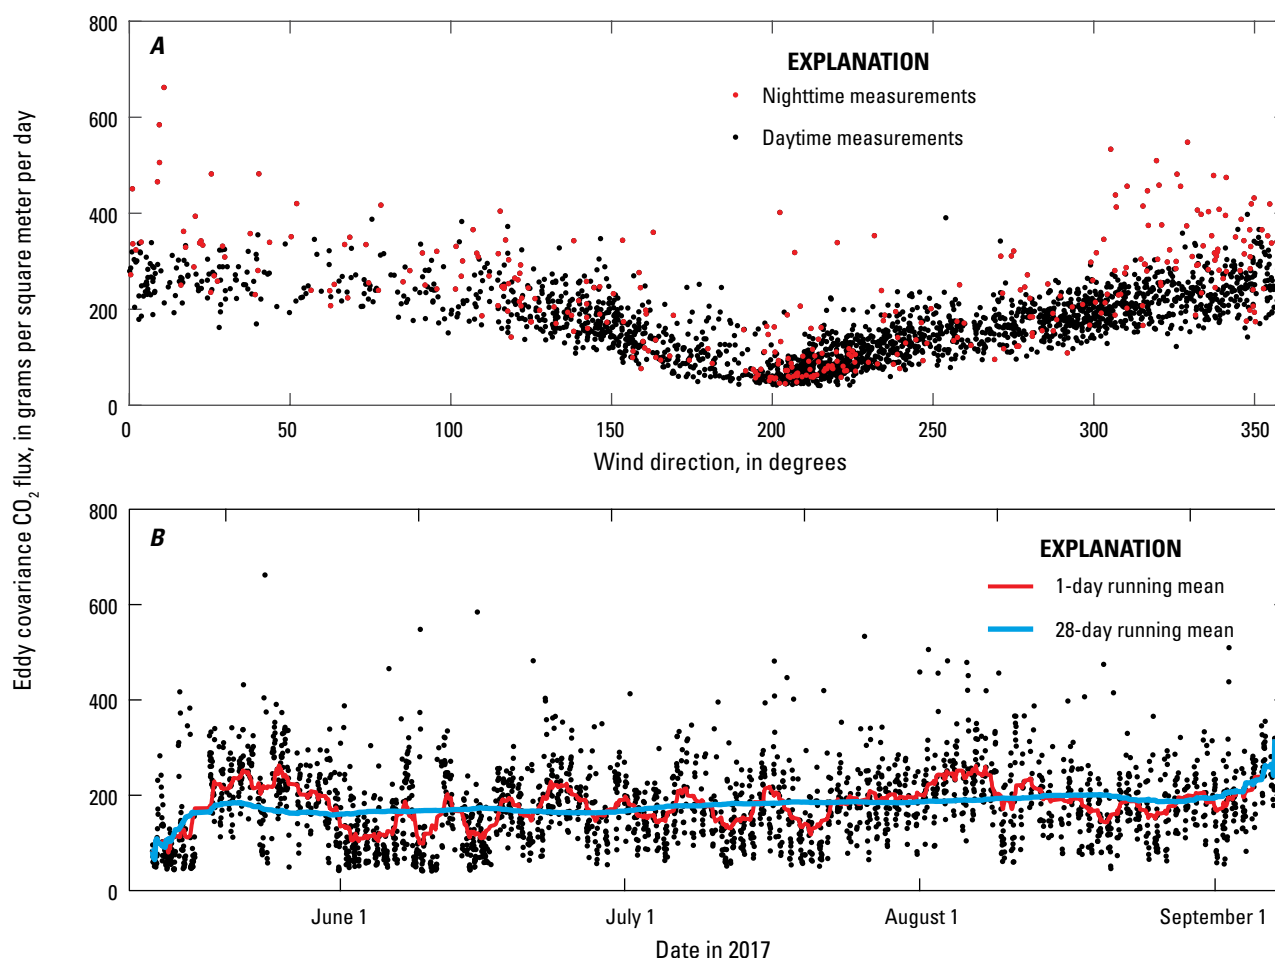 Eddy covariance CO₂ flux, in grams per square meter per day
A
800
600
400
200
0
EXPLANATION
Nighttime measurements
Daytime measurements
0 50 100 150 200 250 300 350
Wind direction, in degrees
B
800
600
400
200
0
EXPLANATION
1-day running mean
28-day running mean
June 1 July 1 August 1 September 1
Date in 2017